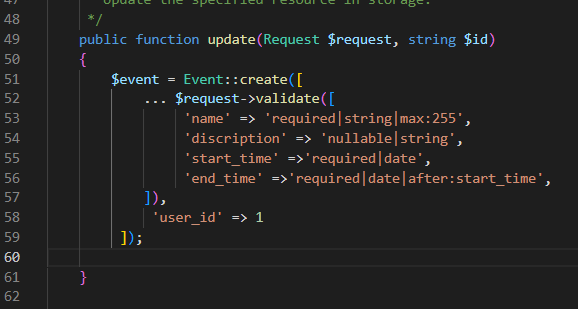 47 Update the specified resource in storage.
48 */
49 public function update(Request $request, string $id)
50 {
51 $event = Event::create([
52 ... $request->validate([
53 'name' => 'required|string|max:255',
54 'discription' => 'nullable|string',
55 'start_time' =>'required|date',
56 'end_time' =>'required|date|after:start_time',
57 ]),
58 'user_id' => 1
59 ]);
60
61 }
62